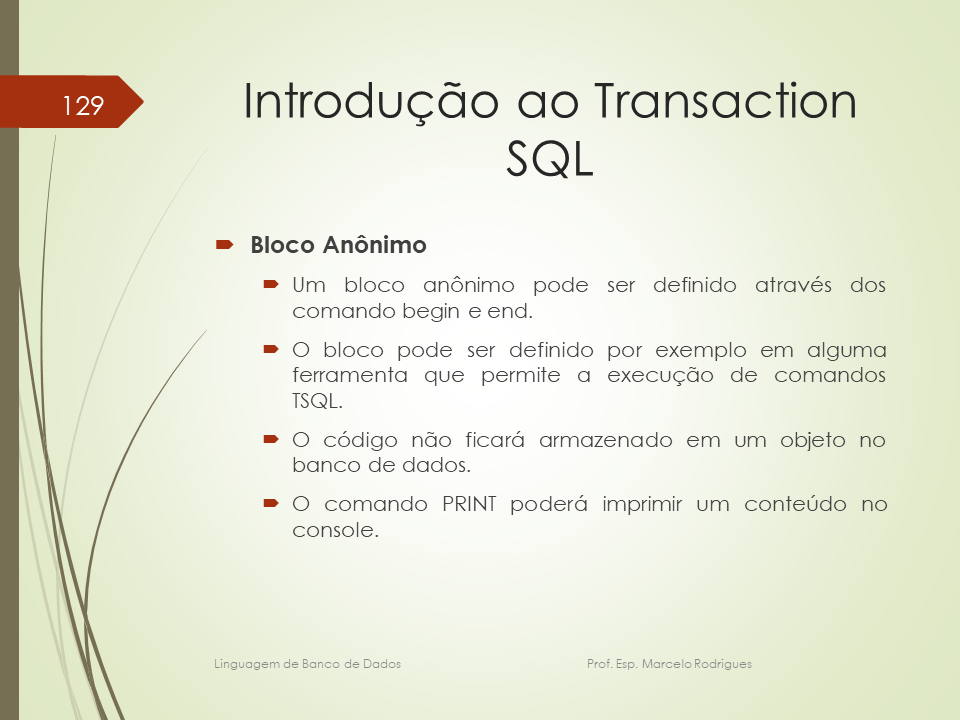 129
Introdução ao Transaction
SQL
Bloco Anônimo
Um bloco anônimo pode ser definido através dos
comando begin e end.
O bloco pode ser definido por exemplo em alguma
ferramenta que permite a execução de comandos
TSQL.
O código não ficará armazenado em um objeto no
banco de dados.
O comando PRINT poderá imprimir um conteúdo no
console.
Linguagem de Banco de Dados
Prof. Esp. Marcelo Rodrigues